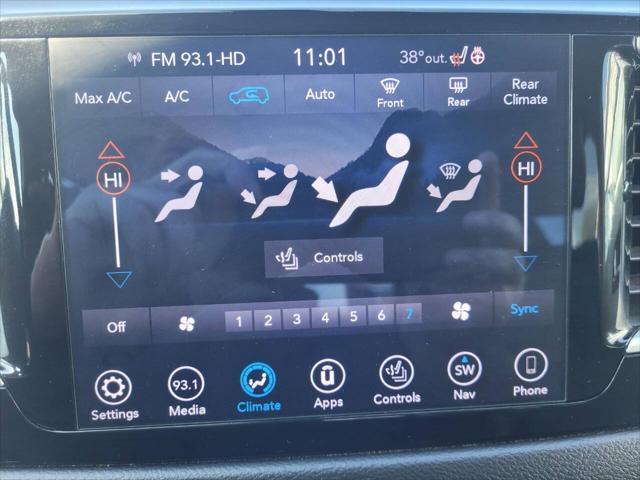 FM 93.1-HD 11:01 38°out.
Max A/C A/C Auto Front Rear Rear Climate
HI HI
Controls
Off 1 2 3 4 5 6 7 Sync
93.1 SW
Settings Media Climate Apps Controls Nav Phone